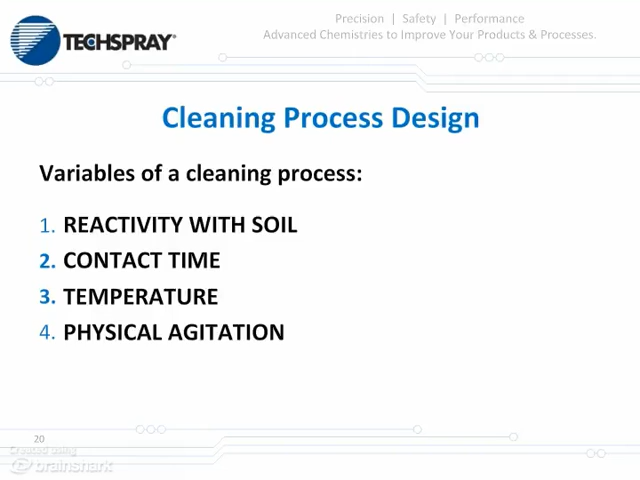 TECHSPRAY®
Precision | Safety | Performance
Advanced Chemistries to Improve Your Products & Processes.
Cleaning Process Design
Variables of a cleaning process:
1. REACTIVITY WITH SOIL
2. CONTACT TIME
3. TEMPERATURE
4. PHYSICAL AGITATION
20
Created using
brainshark